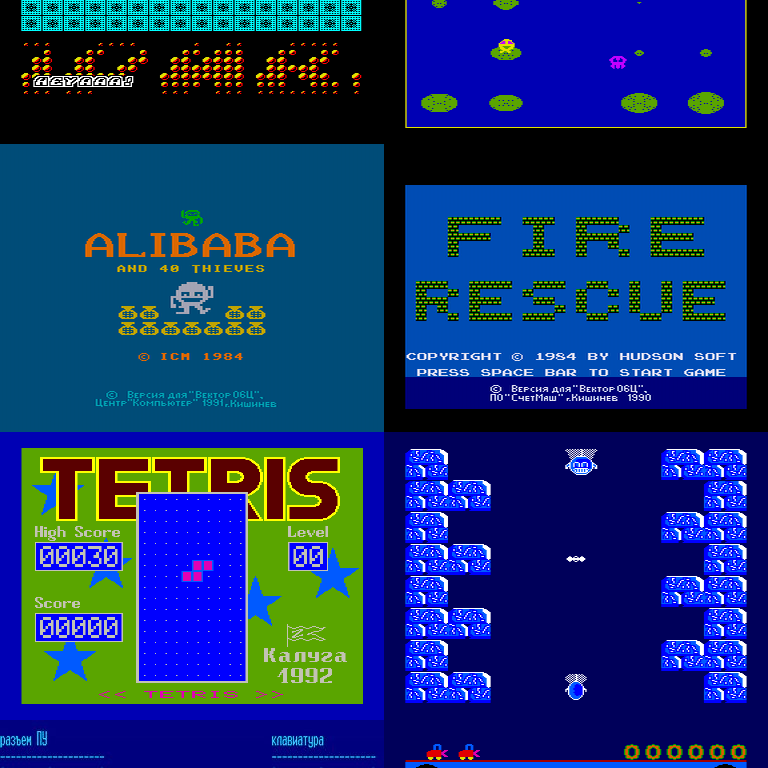 ALIBABA
AND 40 THIEVES
© ICM 1984
© Версия для"Вектор 06Ц",
Центр"Компьютер" 1991,г.Кишинев
FIRE
RESCUE
COPYRIGHT © 1984 BY HUDSON SOFT
PRESS SPACE BAR TO START GAME
© Версия для"Вектор 06Ц",
ПО"СчетМаш",г.Кишинев 1990
TETRIS
High Score
00030
Level
00
Score
00000
Калуга
1992
<< TETRIS >>
разъем ПУ
клавиатура
--------------------
--------------------
000000